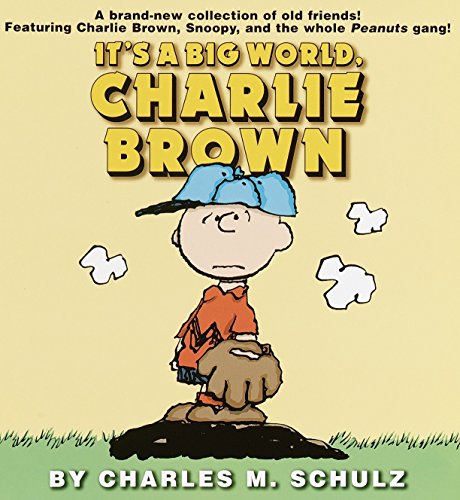 A brand-new collection of old friends!
Featuring Charlie Brown, Snoopy, and the whole Peanuts gang!
IT'S A BIG WORLD,
CHARLIE
BROWN
BY CHARLES M. SCHULZ